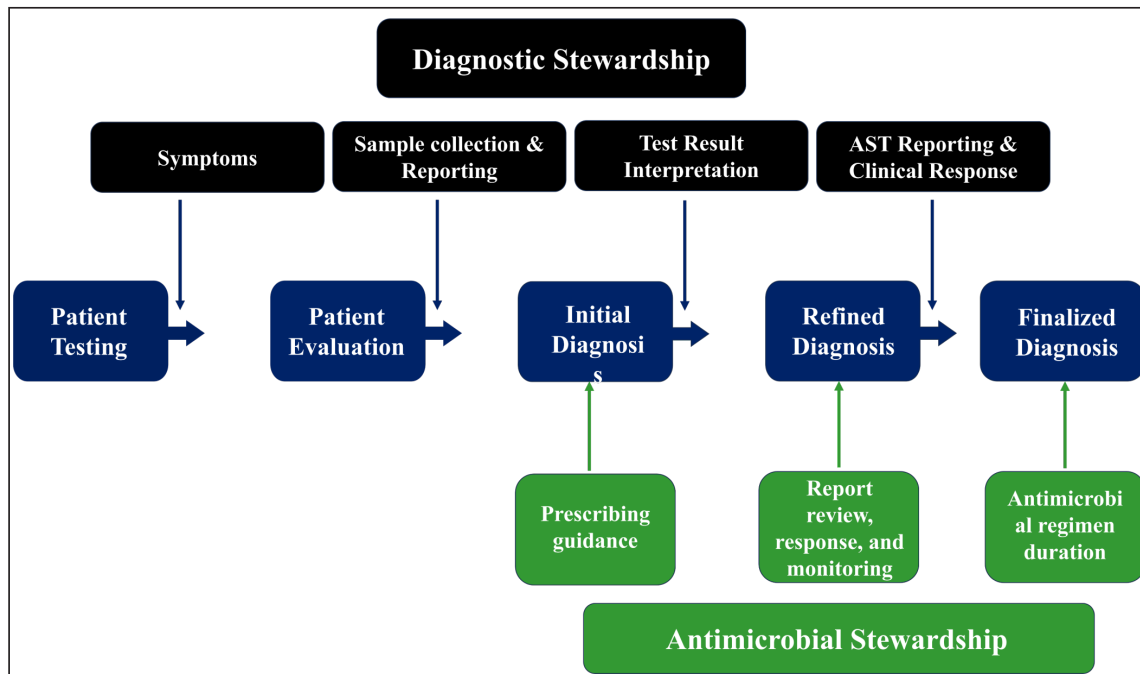 Diagnostic Stewardship
Symptoms
Sample collection &
Reporting
Test Result
Interpretation
AST Reporting &
Clinical Response
Patient
Testing
Patient
Evaluation
Initial
Diagnosi
s
Refined
Diagnosis
Finalized
Diagnosis
Prescribing
guidance
Report
review,
response, and
monitoring
Antimicrobi
al regimen
duration
Antimicrobial Stewardship